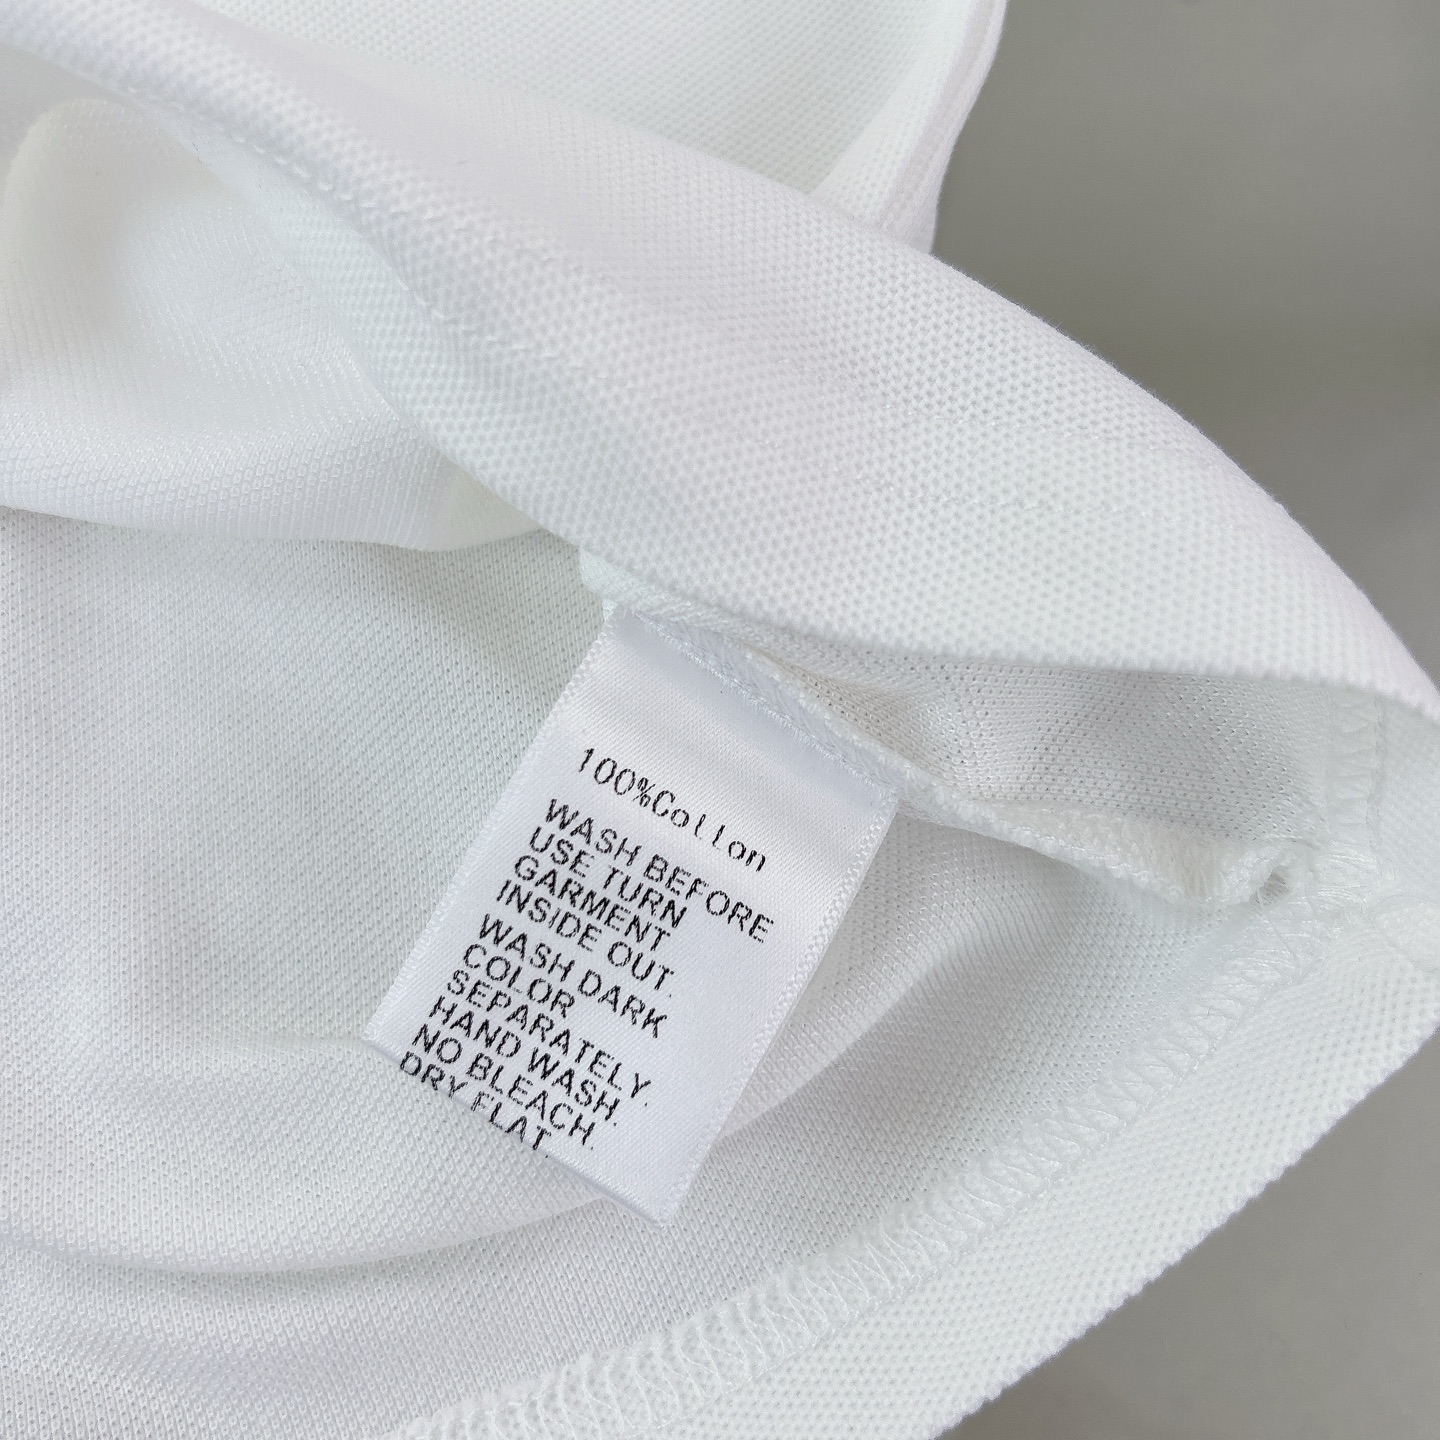 100%Cotton
WASH BEFORE
USE TURN
GARMENT
INSIDE OUT.
WASH DARK
COLOR
SEPARATELY.
HAND WASH.
NO BLEACH.
DRY FLAT.